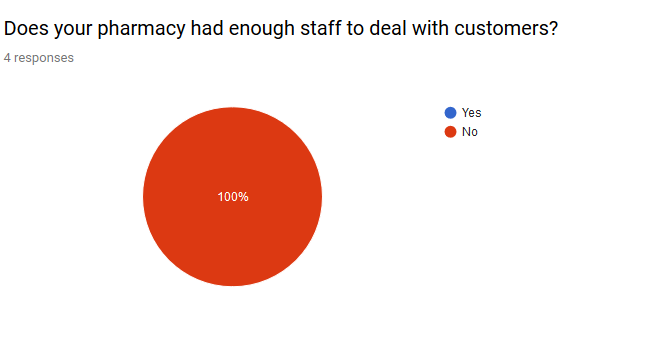 Does your pharmacy had enough staff to deal with customers?
4 responses
Yes
No
100%